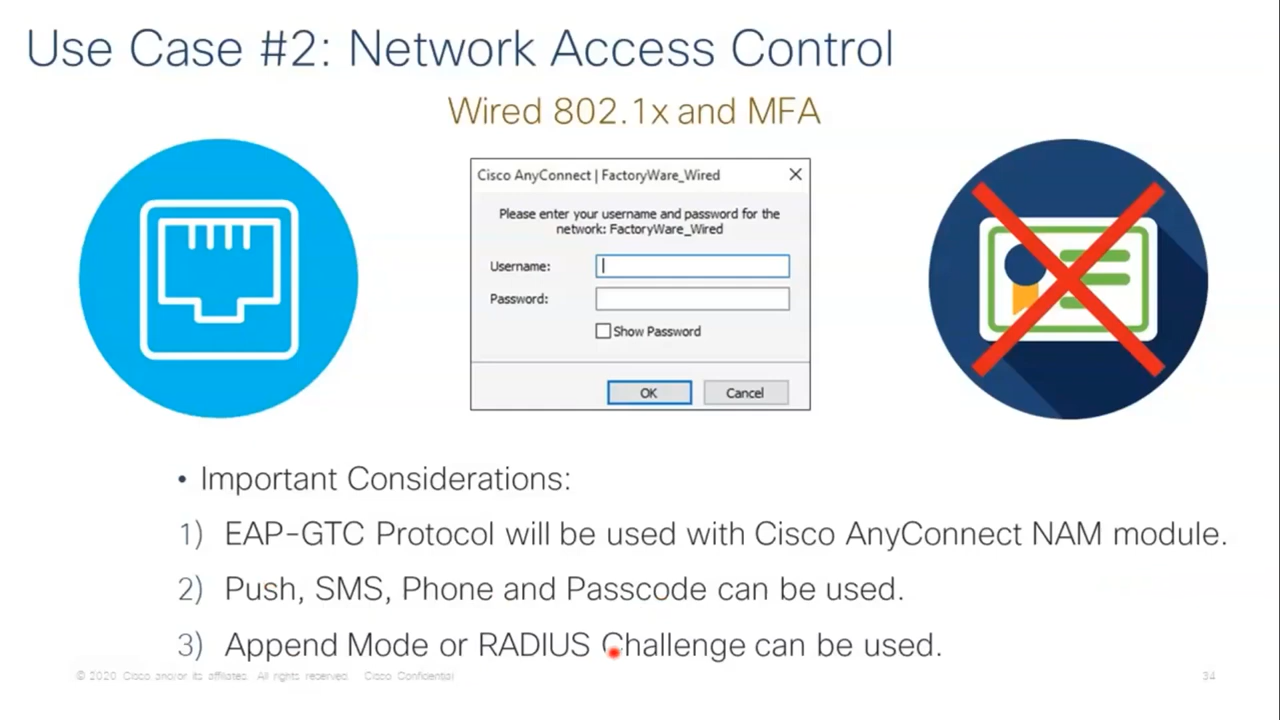 Use Case #2: Network Access Control
Wired 802.1x and MFA
Cisco AnyConnect | FactoryWare_Wired
Please enter your username and password for the
network: FactoryWare_Wired
Username:
Password:
Show Password
OK
Cancel
• Important Considerations:
1) EAP-GTC Protocol will be used with Cisco AnyConnect NAM module.
2) Push, SMS, Phone and Passcode can be used.
3) Append Mode or RADIUS Challenge can be used.
© 2020 Cisco and/or its affiliates. All rights reserved. Cisco Confidential
34